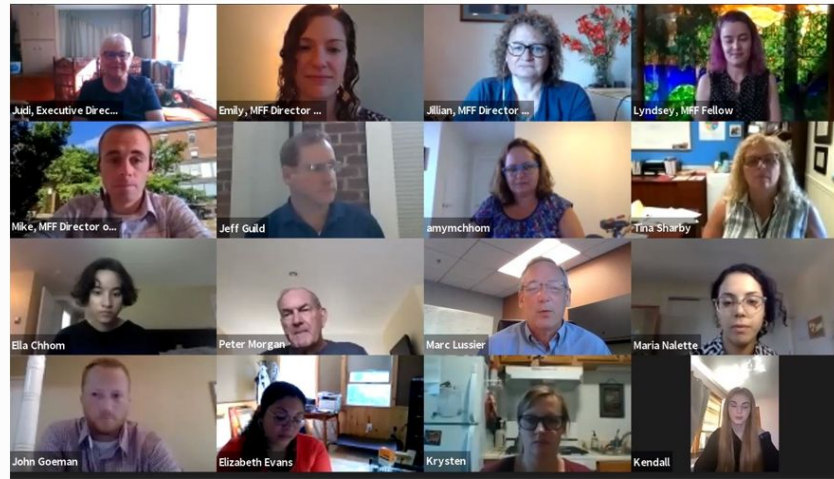 Judi, Executive Direc...
Emily, MFF Director ...
Jillian, MFF Director ...
Lyndsey, MFF Fellow
Mike, MFF Director o...
Jeff Guild
amymchhom
Tina Sharby
Ella Chhom
Peter Morgan
Marc Lussier
Maria Nalette
John Goeman
Elizabeth Evans
Krysten
Kendall